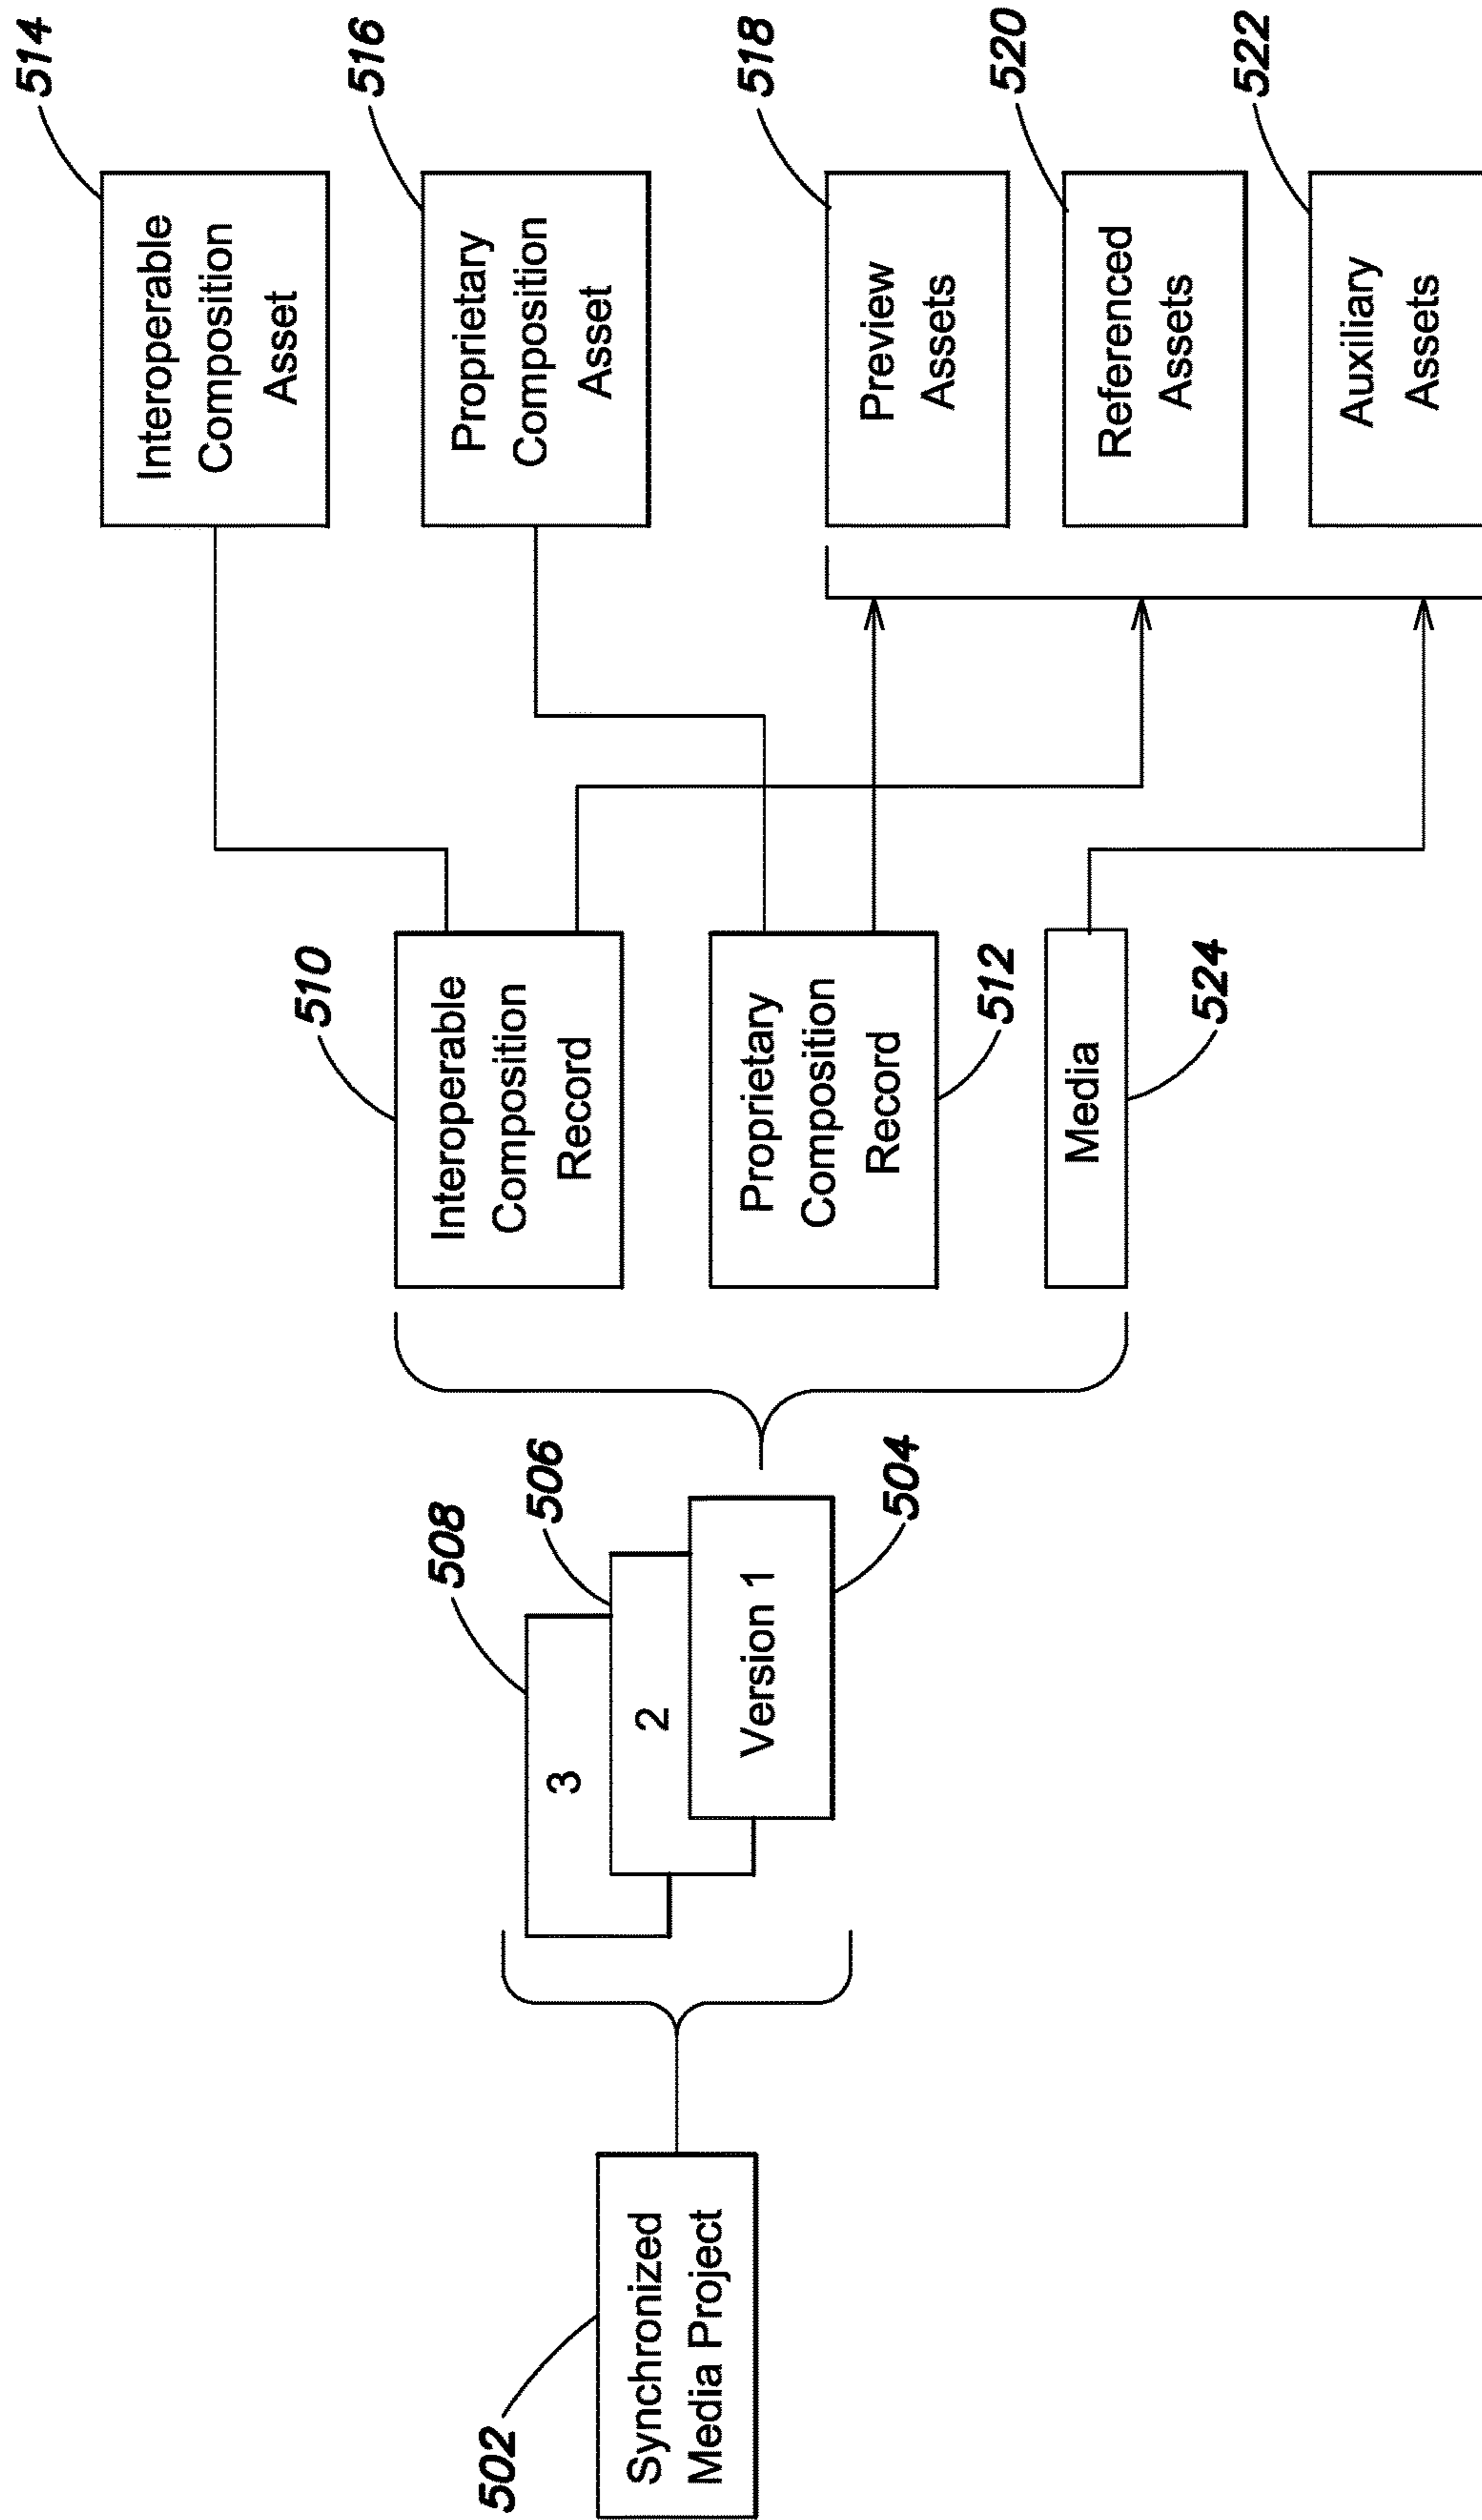 502
Synchronized
Media Project
508
3
506
2
504
Version 1
510
Interoperable
Composition
Record
512
Proprietary
Composition
Record
524
Media
514
Interoperable
Composition
Asset
516
Proprietary
Composition
Asset
518
Preview
Assets
520
Referenced
Assets
522
Auxiliary
Assets